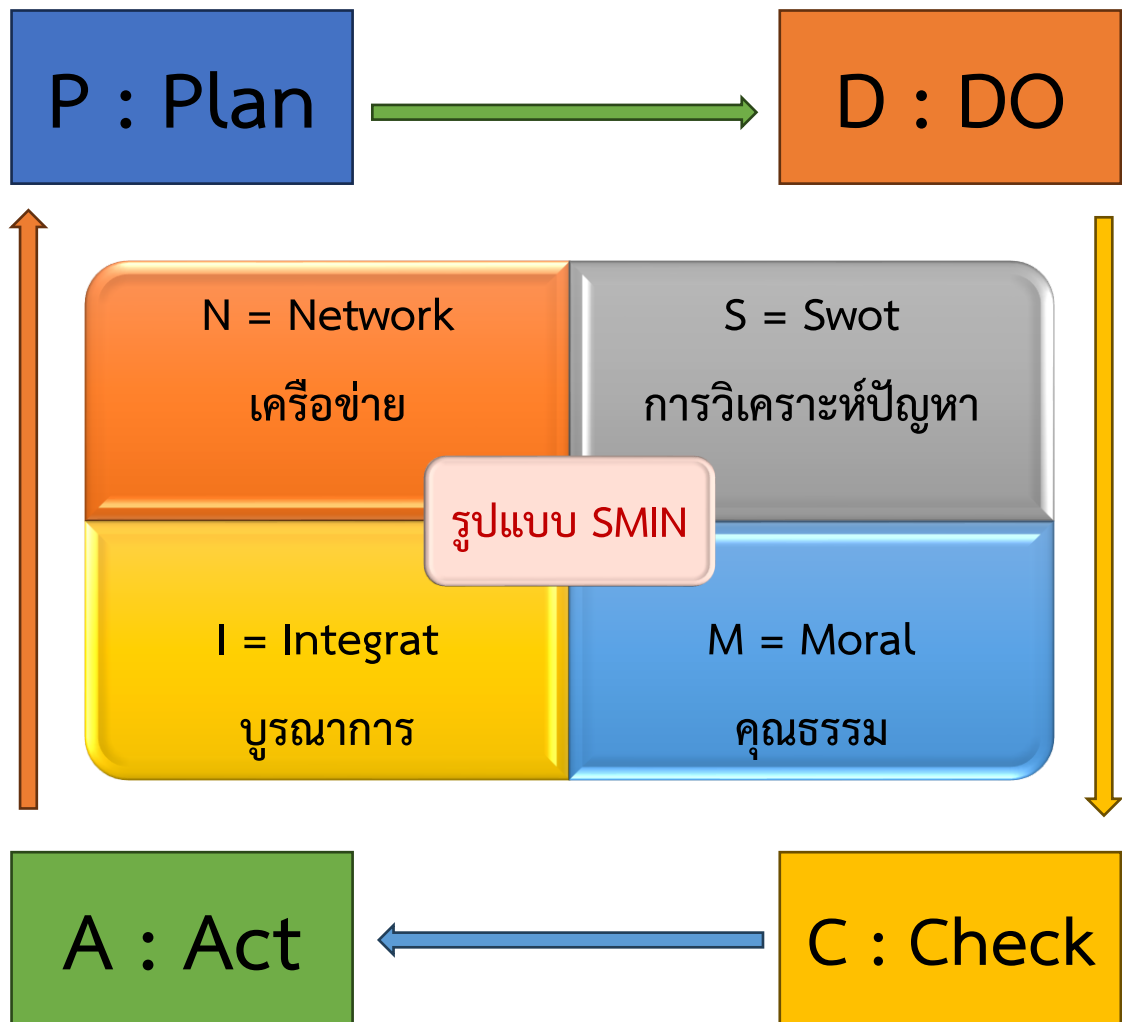 P : Plan
D : DO
N = Network
เครือข่าย
S = Swot
การวิเคราะห์ปัญหา
รูปแบบ SMIN
I = Integrat
บูรณาการ
M = Moral
คุณธรรม
A : Act
C : Check